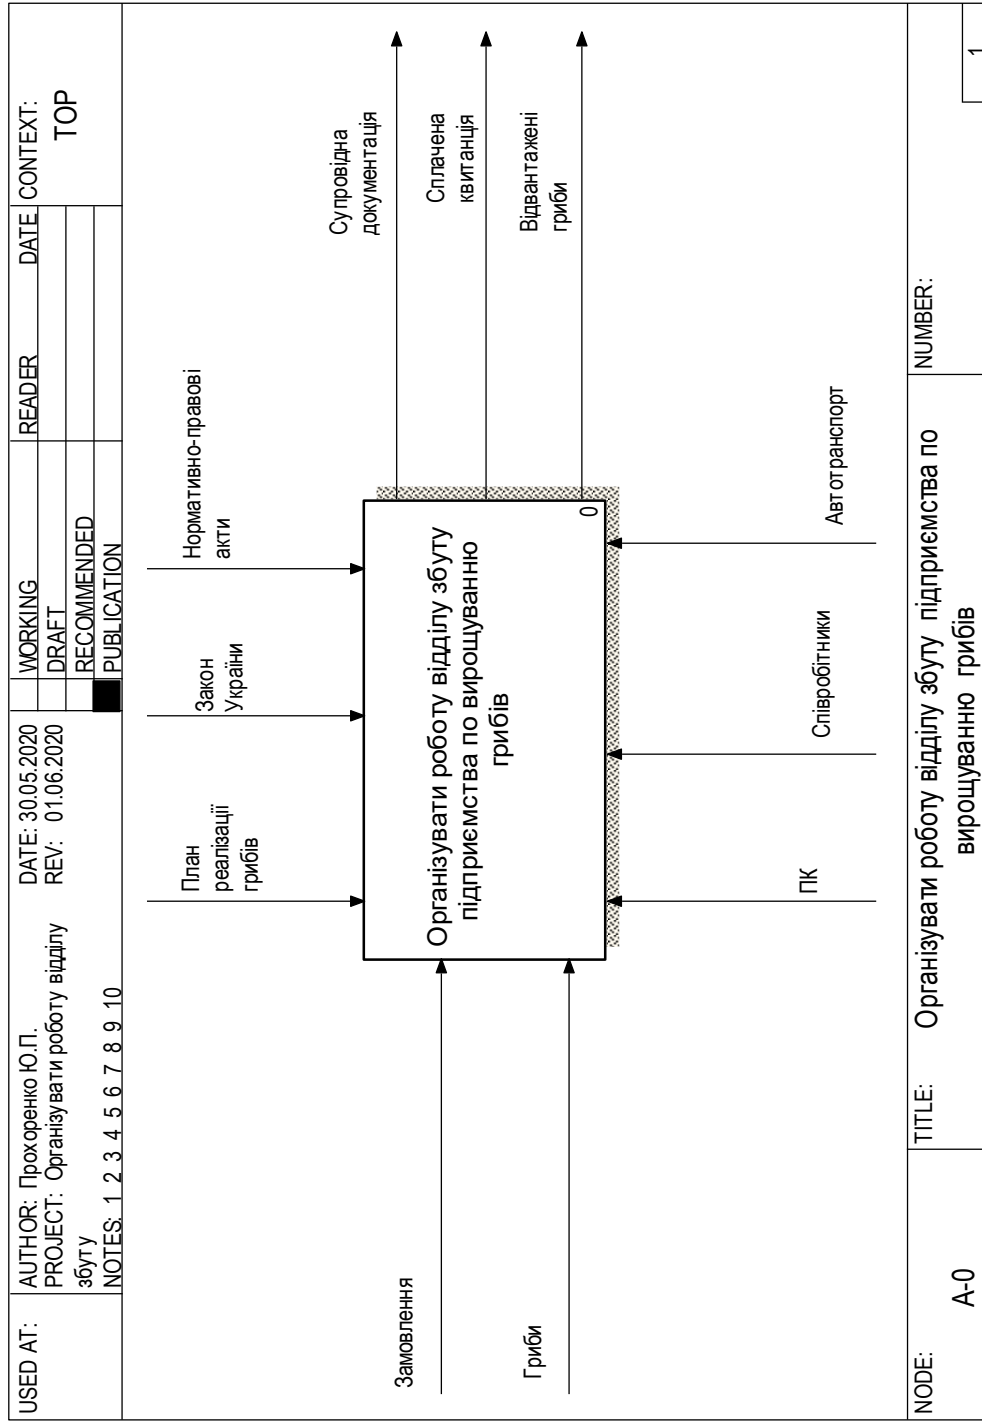 USED AT:
AUTHOR: Прохоренко Ю.П.
PROJECT: Організувати роботу відділу
збуту
NOTES: 1 2 3 4 5 6 7 8 9 10
DATE: 30.05.2020
REV: 01.06.2020
WORKING
DRAFT
RECOMMENDED
PUBLICATION
READER
DATE
CONTEXT:
TOP
План
реалізації
грибів
Закон
України
Нормативно-правові
акти
Супровідна
документація
Сплачена
квитанція
Відвантажені
гриби
Замовлення
Гриби
Організувати роботу відділу збуту
підприємства по вирощуванню
грибів
0
ПК
Співробітники
Автотранспорт
NODE:
A-0
TITLE:
Організувати роботу відділу збуту підприємства по
вирощуванню грибів
NUMBER:
1